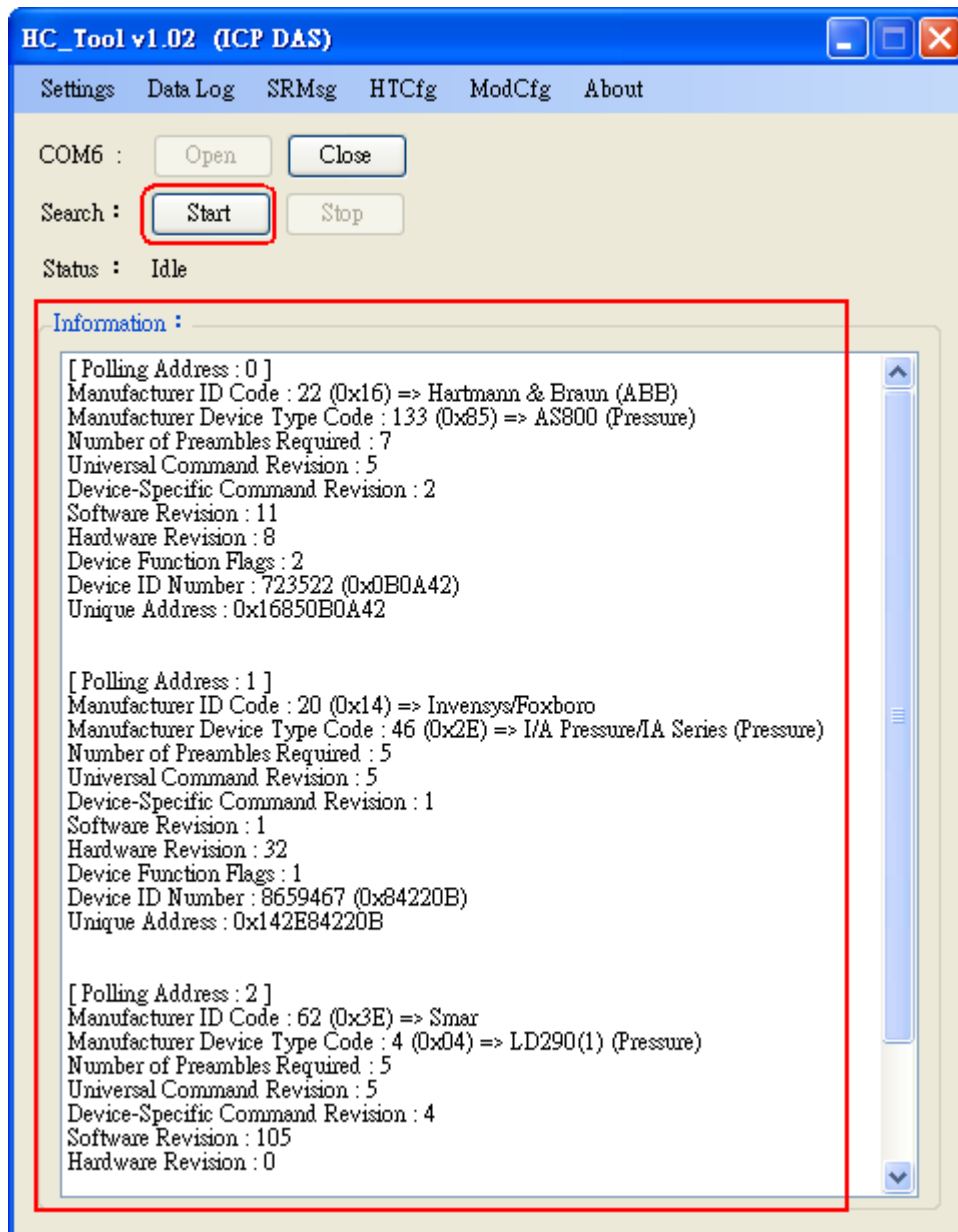 HC_Tool v1.02 (ICP DAS)
Settings Data Log SRMsg HTCfg ModCfg About
COM6 : Open Close
Search : Start Stop
Status : Idle
Information :
[ Polling Address : 0 ]
Manufacturer ID Code : 22 (0x16) => Hartmann & Braun (ABB)
Manufacturer Device Type Code : 133 (0x85) => AS800 (Pressure)
Number of Preambles Required : 7
Universal Command Revision : 5
Device-Specific Command Revision : 2
Software Revision : 11
Hardware Revision : 8
Device Function Flags : 2
Device ID Number : 723522 (0x0B0A42)
Unique Address : 0x16850B0A42
[ Polling Address : 1 ]
Manufacturer ID Code : 20 (0x14) => Invensys/Foxboro
Manufacturer Device Type Code : 46 (0x2E) => I/A Pressure/IA Series (Pressure)
Number of Preambles Required : 5
Universal Command Revision : 5
Device-Specific Command Revision : 1
Software Revision : 1
Hardware Revision : 32
Device Function Flags : 1
Device ID Number : 8659467 (0x84220B)
Unique Address : 0x142E84220B
[ Polling Address : 2 ]
Manufacturer ID Code : 62 (0x3E) => Smar
Manufacturer Device Type Code : 4 (0x04) => LD290(1) (Pressure)
Number of Preambles Required : 5
Universal Command Revision : 5
Device-Specific Command Revision : 4
Software Revision : 105
Hardware Revision : 0